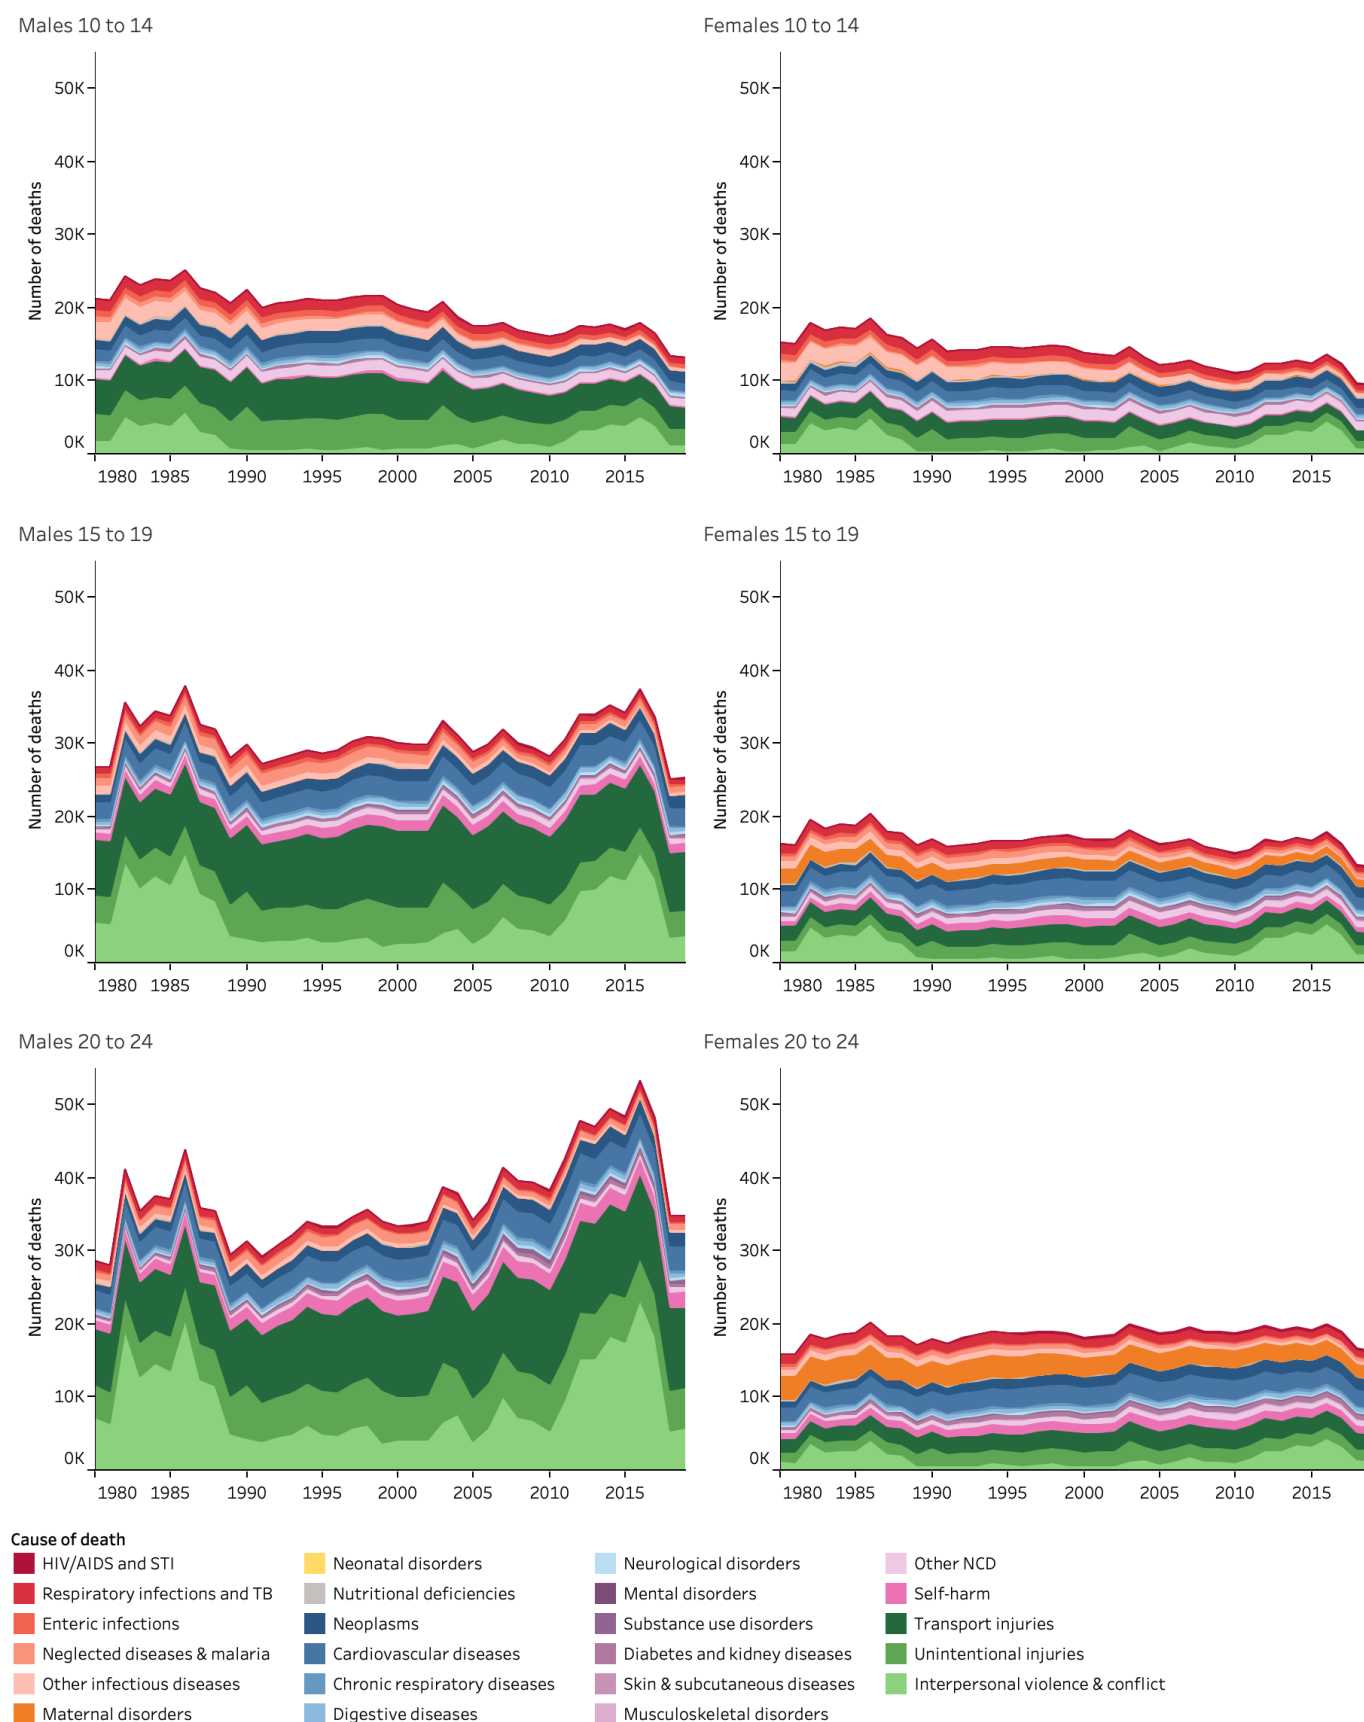 Males 10 to 14
Females 10 to 14
Number of deaths
50K
40K
30K
20K
10K
0K
1980 1985 1990 1995 2000 2005 2010 2015
Number of deaths
50K
40K
30K
20K
10K
0K
1980 1985 1990 1995 2000 2005 2010 2015
Males 15 to 19
Females 15 to 19
Number of deaths
50K
40K
30K
20K
10K
0K
1980 1985 1990 1995 2000 2005 2010 2015
Number of deaths
50K
40K
30K
20K
10K
0K
1980 1985 1990 1995 2000 2005 2010 2015
Males 20 to 24
Females 20 to 24
Number of deaths
50K
40K
30K
20K
10K
0K
1980 1985 1990 1995 2000 2005 2010 2015
Number of deaths
50K
40K
30K
20K
10K
0K
1980 1985 1990 1995 2000 2005 2010 2015
Cause of death
HIV/AIDS and STI
Respiratory infections and TB
Enteric infections
Neglected diseases & malaria
Other infectious diseases
Maternal disorders
Neonatal disorders
Nutritional deficiencies
Neoplasms
Cardiovascular diseases
Chronic respiratory diseases
Digestive diseases
Neurological disorders
Mental disorders
Substance use disorders
Diabetes and kidney diseases
Skin & subcutaneous diseases
Musculoskeletal disorders
Other NCD
Self-harm
Transport injuries
Unintentional injuries
Interpersonal violence & conflict